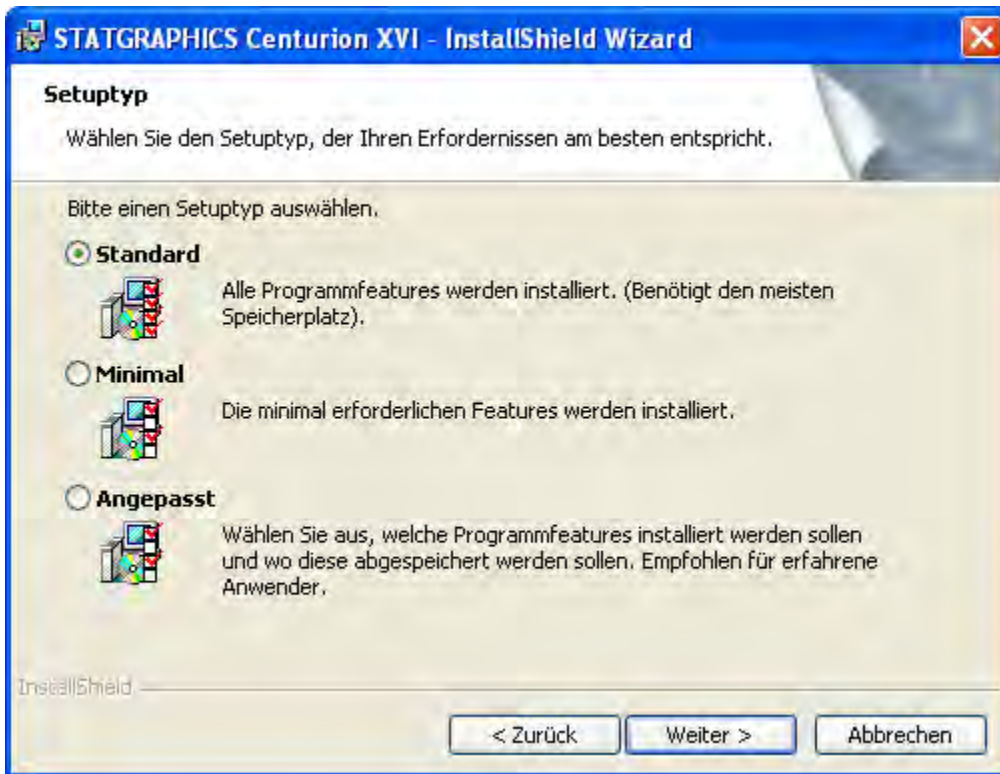 STATGRAPHICS Centurion XVI - InstallShield Wizard
Setuptyp
Wählen Sie den Setuptyp, der Ihren Erfordernissen am besten entspricht.
Bitte einen Setuptyp auswählen.
Standard
Alle Programmfeatures werden installiert. (Benötigt den meisten
Speicherplatz).
Minimal
Die minimal erforderlichen Features werden installiert.
Angepasst
Wählen Sie aus, welche Programmfeatures installiert werden sollen
und wo diese abgespeichert werden sollen. Empfohlen für erfahrene
Anwender.
InstallShield
< Zurück
Weiter >
Abbrechen